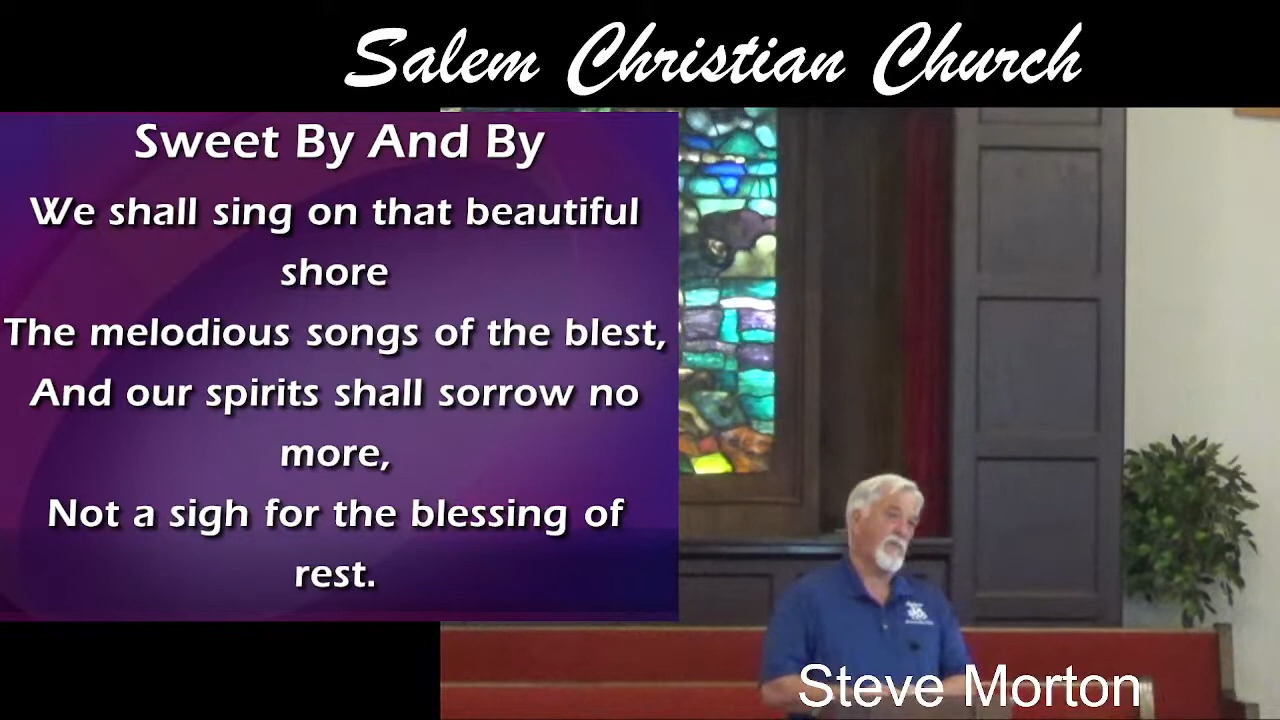 Salem Christian Church
Sweet By And By
We shall sing on that beautiful
shore
The melodious songs of the blest,
And our spirits shall sorrow no
more,
Not a sigh for the blessing of
rest.
Steve Morton